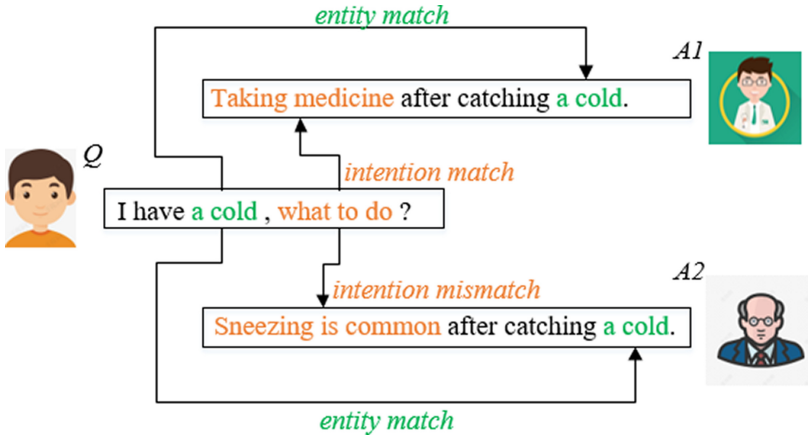 entity match
A1
Taking medicine after catching a cold.
Q
intention match
I have a cold , what to do ?
A2
intention mismatch
Sneezing is common after catching a cold.
entity match